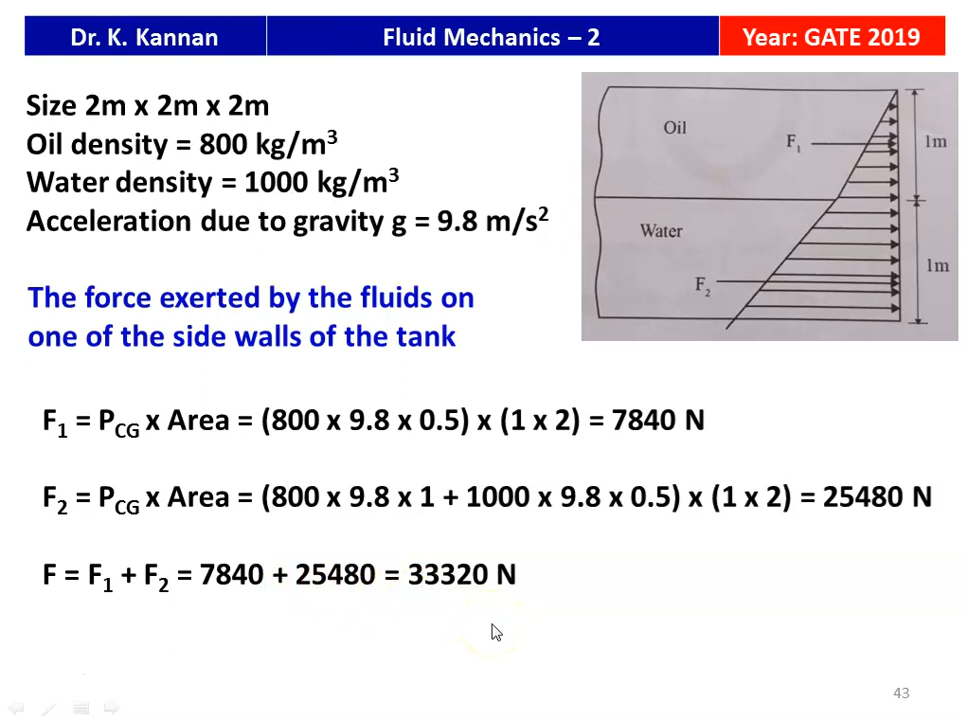 Dr. K. Kannan
Fluid Mechanics – 2
Year: GATE 2019
Size 2m x 2m x 2m
Oil density = 800 kg/m³
Water density = 1000 kg/m³
Acceleration due to gravity g = 9.8 m/s²
The force exerted by the fluids on
one of the side walls of the tank
Oil
F₁
1m
Water
F₂
1m
F₁ = P_CG x Area = (800 x 9.8 x 0.5) x (1 x 2) = 7840 N
F₂ = P_CG x Area = (800 x 9.8 x 1 + 1000 x 9.8 x 0.5) x (1 x 2) = 25480 N
F = F₁ + F₂ = 7840 + 25480 = 33320 N
43